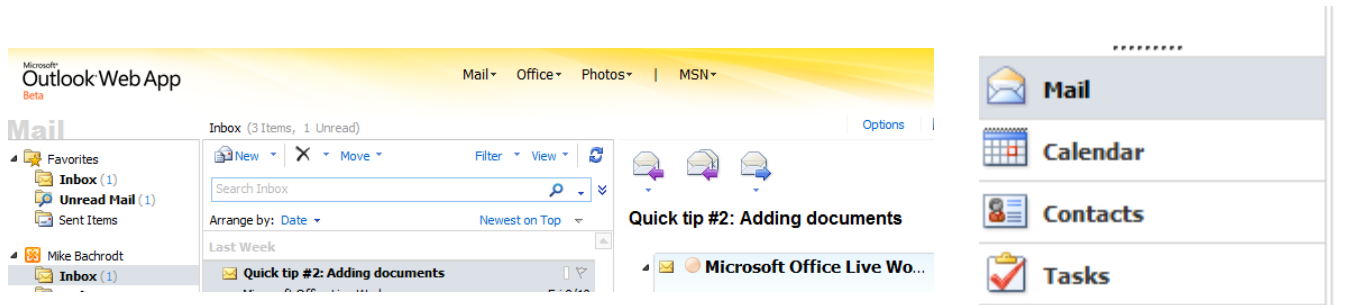 Microsoft
Outlook Web App
Beta
Mail Office Photos | MSN
Mail
Inbox (3 Items, 1 Unread)
Options
Favorites
Inbox (1)
Unread Mail (1)
Sent Items
Mike Bachrodt
Inbox (1)
New Move Filter View
Search Inbox
Arrange by: Date Newest on Top
Last Week
Quick tip #2: Adding documents
Quick tip #2: Adding documents
Microsoft Office Live Wo...
Mail
Calendar
Contacts
Tasks